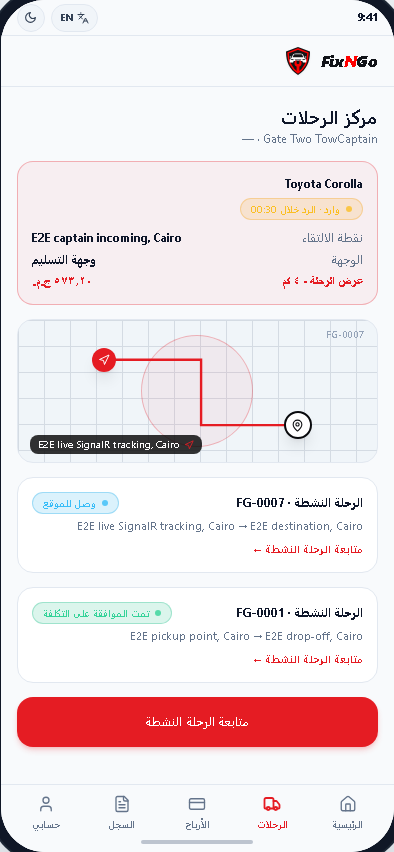 EN
9:41
FixNGo
مركز الرحلات
Gate Two TowCaptain · —
Toyota Corolla
وارد · الرد خلال 00:30
نقطة الالتقاء E2E captain incoming, Cairo
الوجهة وجهة التسليم
عرض الرحلة · ٤ كم ٥٧٣٫٢٠ ج.م.
FG-0007
E2E live SignalR tracking, Cairo
الرحلة النشطة · FG-0007 وصل للموقع
E2E live SignalR tracking, Cairo → E2E destination, Cairo
متابعة الرحلة النشطة ←
الرحلة النشطة · FG-0001 تمت الموافقة على التكلفة
E2E pickup point, Cairo → E2E drop-off, Cairo
متابعة الرحلة النشطة ←
متابعة الرحلة النشطة
الرئيسية
الرحلات
الأرباح
السجل
حسابي